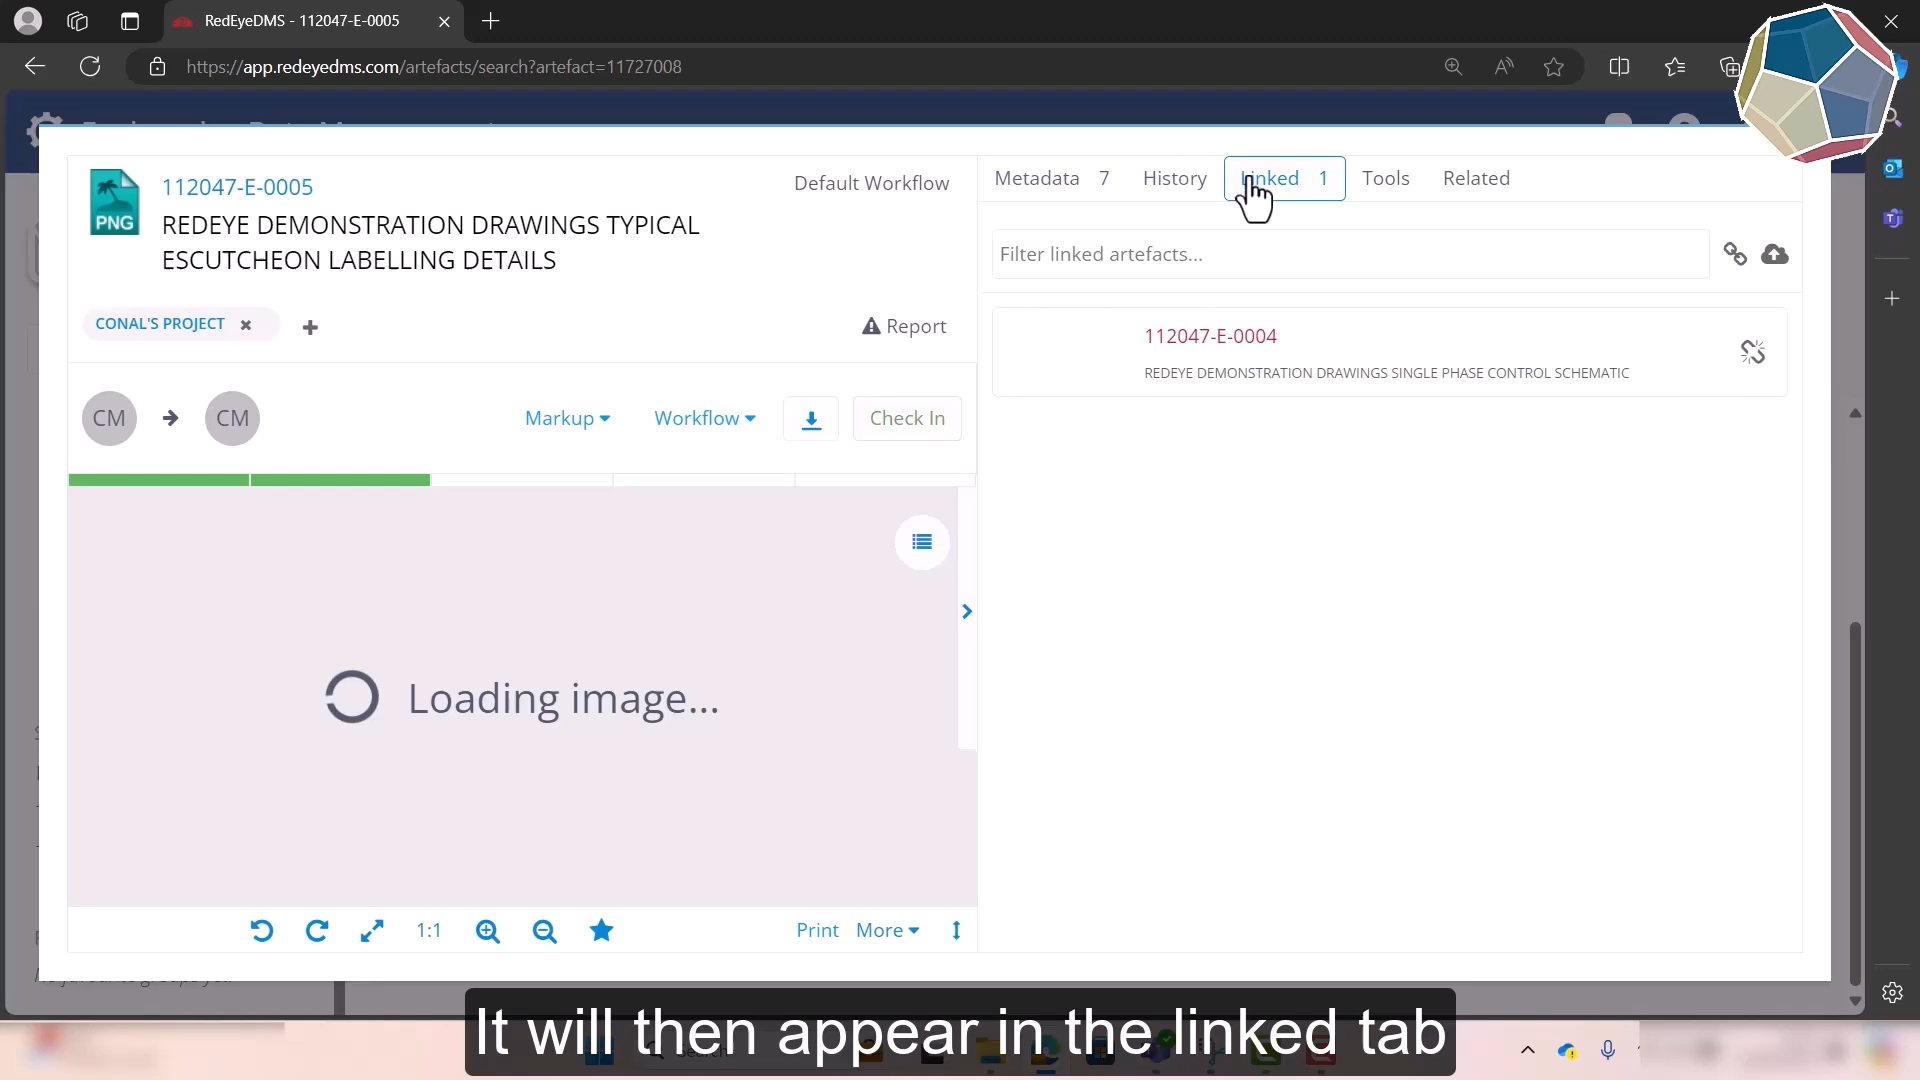 RedEyeDMS - 112047-E-0005
https://app.redeyedms.com/artefacts/search?artefact=11727008
PNG
112047-E-0005
REDEYE DEMONSTRATION DRAWINGS TYPICAL
ESCUTCHEON LABELLING DETAILS
Default Workflow
CONAL'S PROJECT
Report
CM
CM
Markup
Workflow
Check In
Loading image...
1:1
Print
More
Metadata 7
History
Linked 1
Tools
Related
Filter linked artefacts...
112047-E-0004
REDEYE DEMONSTRATION DRAWINGS SINGLE PHASE CONTROL SCHEMATIC
It will then appear in the linked tab